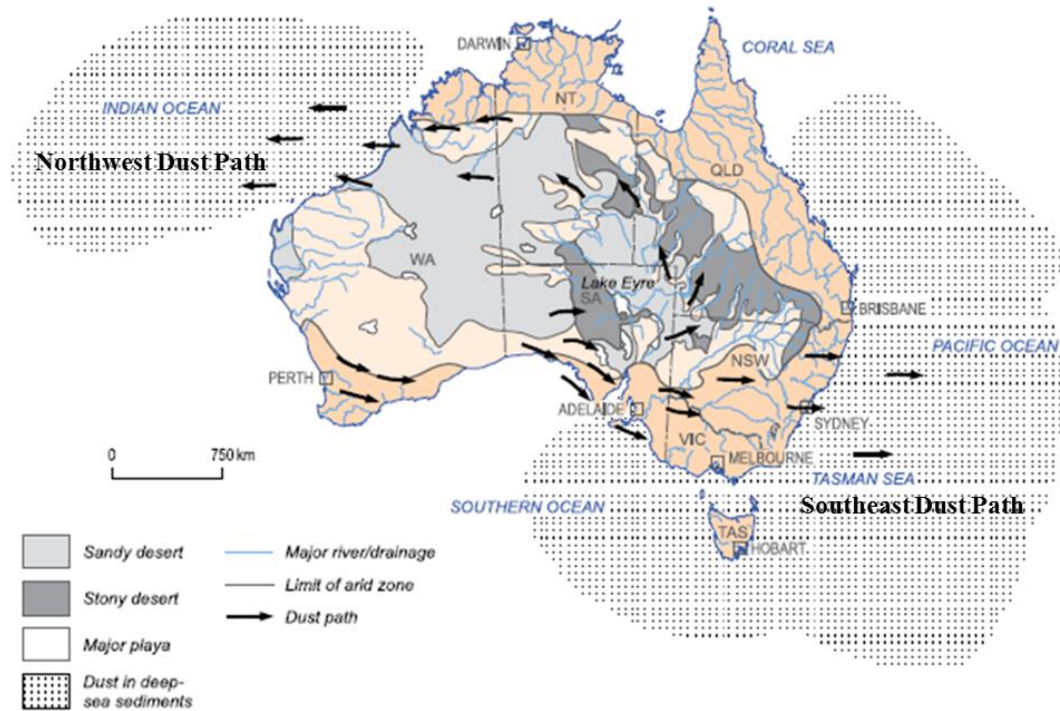 DARWIN
CORAL SEA
INDIAN OCEAN
NT
Northwest Dust Path
QLD
WA
Lake Eyre
SA
BRISBANE
PACIFIC OCEAN
NSW
PERTH
ADELAIDE
SYDNEY
VIC
MELBOURNE
0 750 km
TASMAN SEA
SOUTHERN OCEAN
Southeast Dust Path
TAS
HOBART
Sandy desert
Major river/drainage
Stony desert
Limit of arid zone
Dust path
Major playa
Dust in deep-
sea sediments